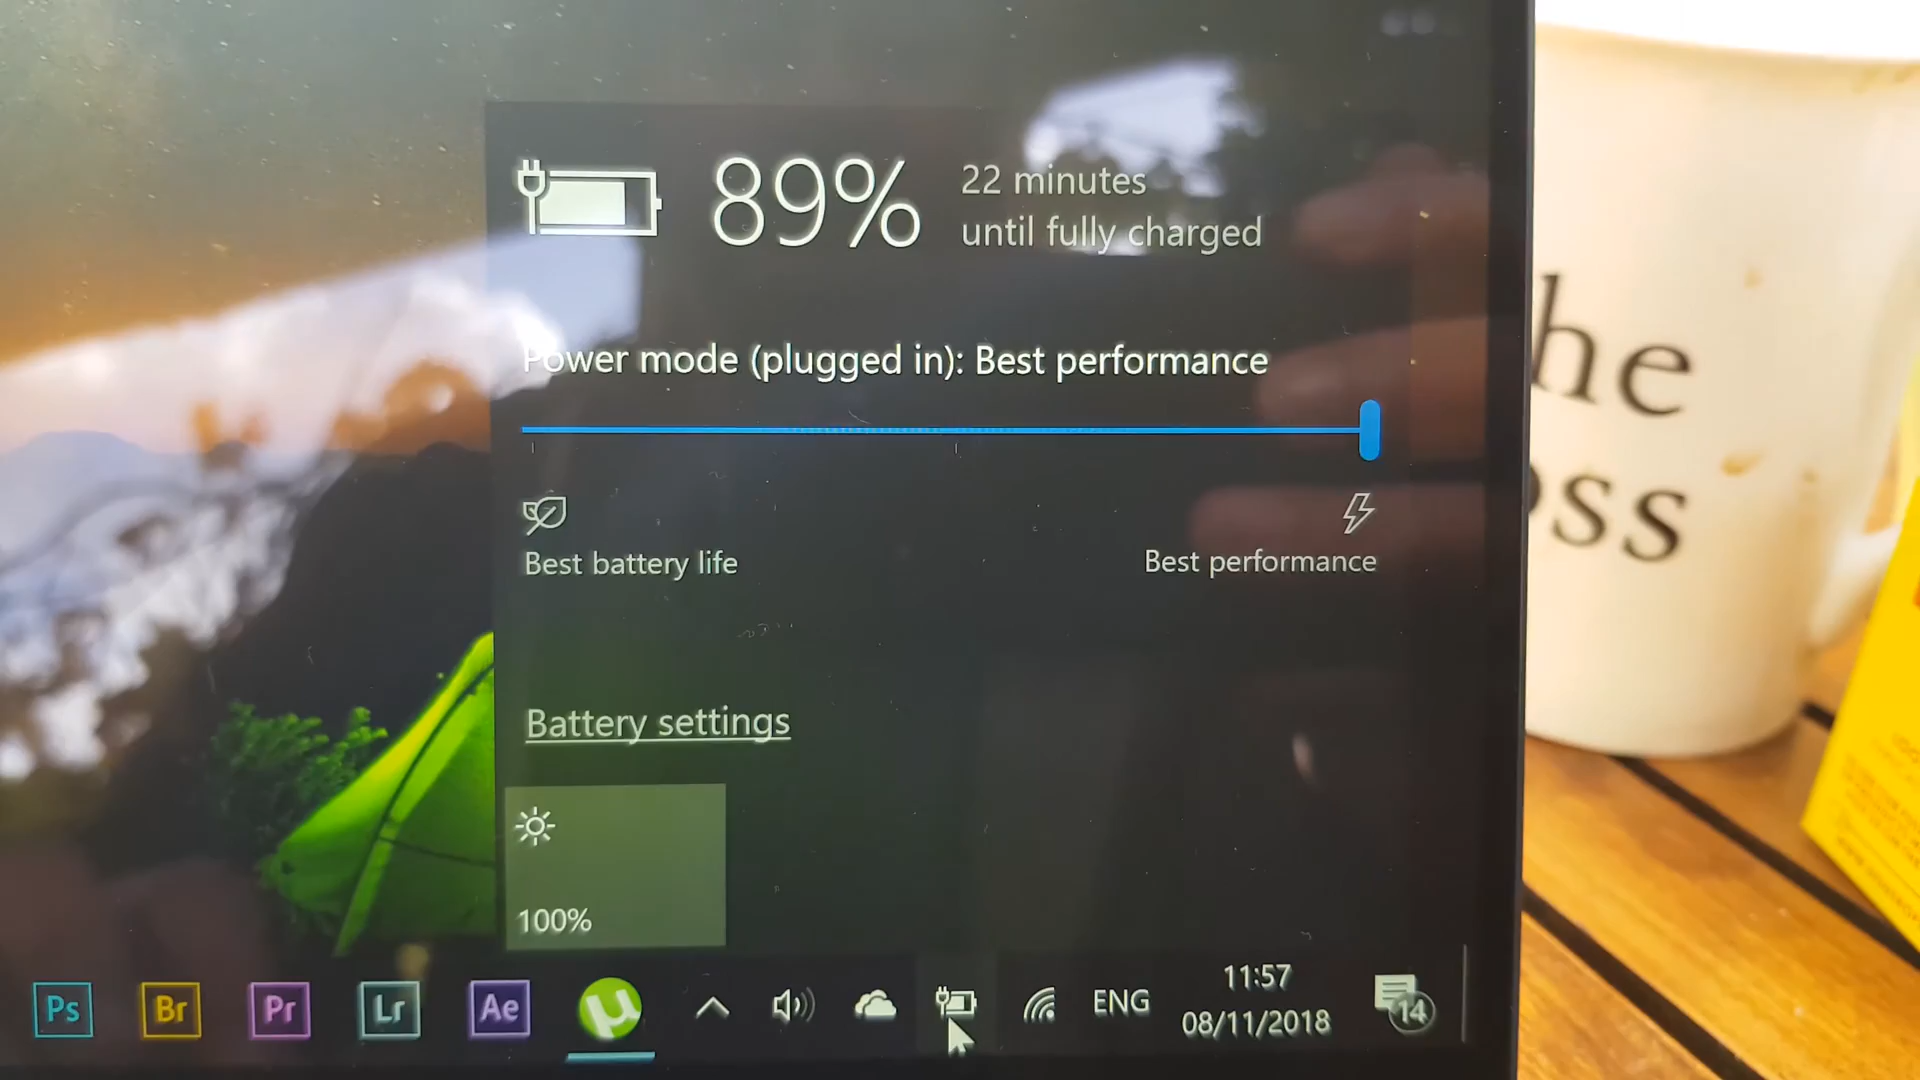 89%
22 minutes
until fully charged
Power mode (plugged in): Best performance
Best battery life
Best performance
Battery settings
100%
Ps
Br
Pr
Lr
Ae
ENG
11:57
08/11/2018
14
he
oss